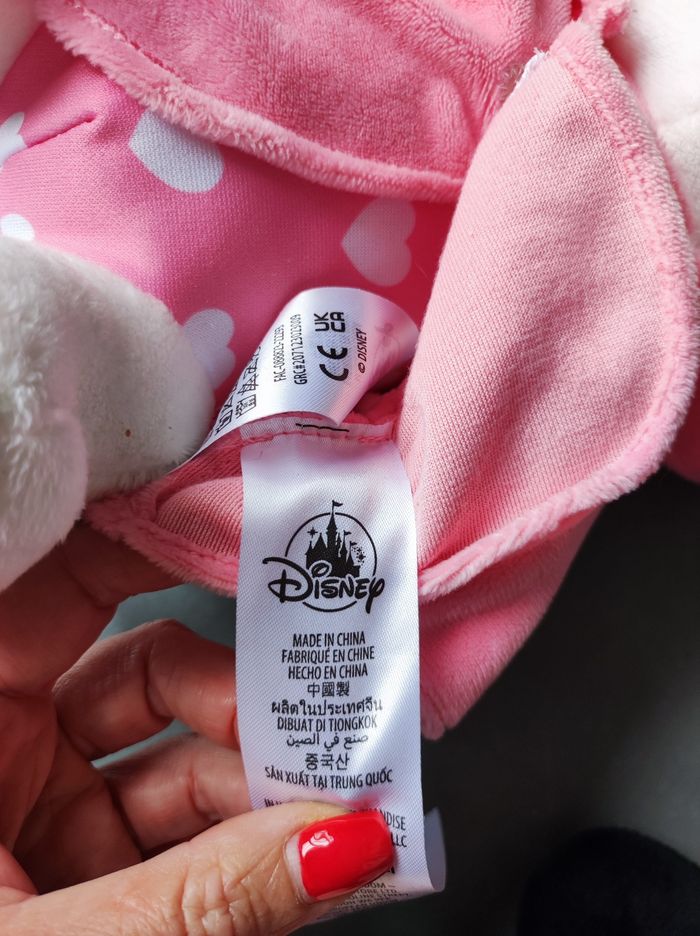 GRC#207123023009
CE UK CA
© DISNEY
DISNEY
MADE IN CHINA
FABRIQUÉ EN CHINE
HECHO EN CHINA
中國製
ผลิตในประเทศจีน
DIBUAT DI TIONGKOK
صنع في الصين
중국산
SẢN XUẤT TẠI TRUNG QUỐC